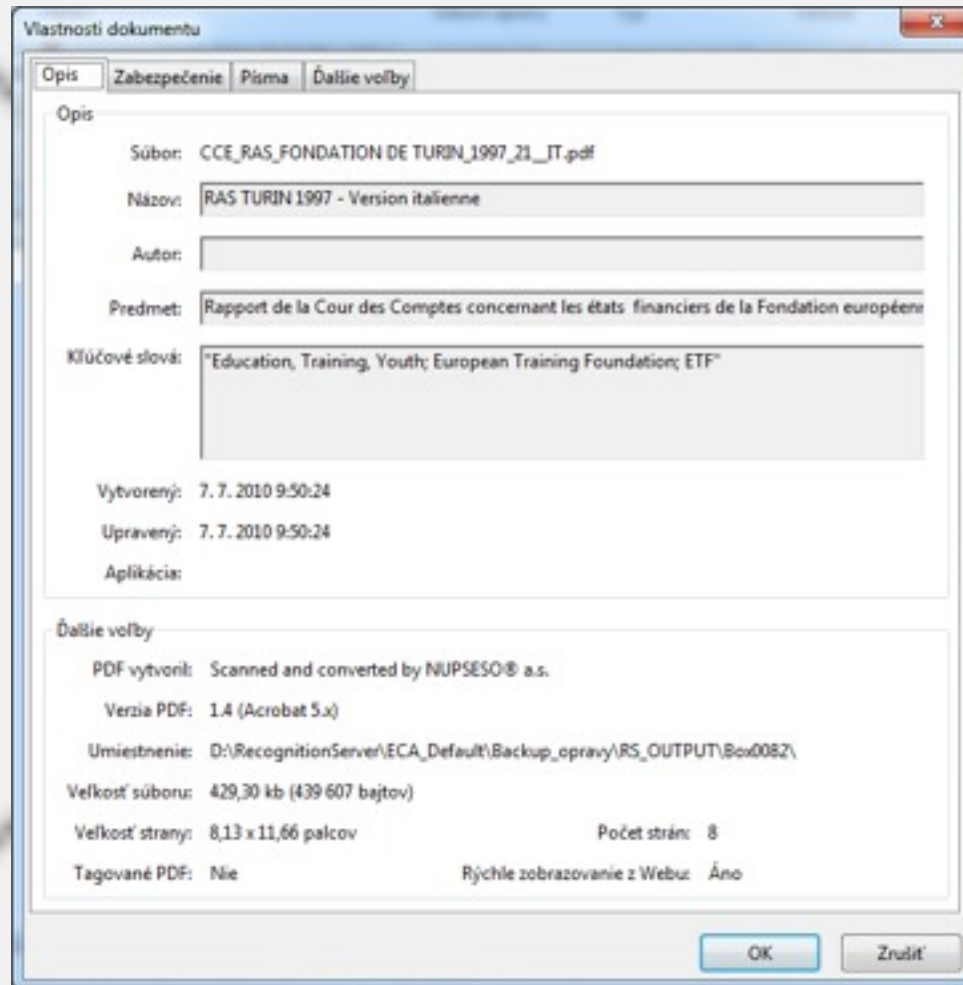 Vlastnosti dokumentu
Opis Zabezpečenie Písma Ďalšie voľby
Opis
Súbor: CCE_RAS_FONDATION DE TURIN_1997_21__IT.pdf
Názov: RAS TURIN 1997 - Version italienne
Autor:
Predmet: Rapport de la Cour des Comptes concernant les états financiers de la Fondation européenn
Kľúčové slová: "Education, Training, Youth; European Training Foundation; ETF"
Vytvorený: 7. 7. 2010 9:50:24
Upravený: 7. 7. 2010 9:50:24
Aplikácia:
Ďalšie voľby
PDF vytvoril: Scanned and converted by NUPSESO® a.s.
Verzia PDF: 1.4 (Acrobat 5.x)
Umiestnenie: D:\RecognitionServer\ECA_Default\Backup_opravy\RS_OUTPUT\Box0082\
Veľkosť súboru: 429,30 kb (439 607 bajtov)
Veľkosť strany: 8,13 x 11,66 palcov Počet strán: 8
Tagované PDF: Nie Rýchle zobrazovanie z Webu: Áno
OK Zrušiť